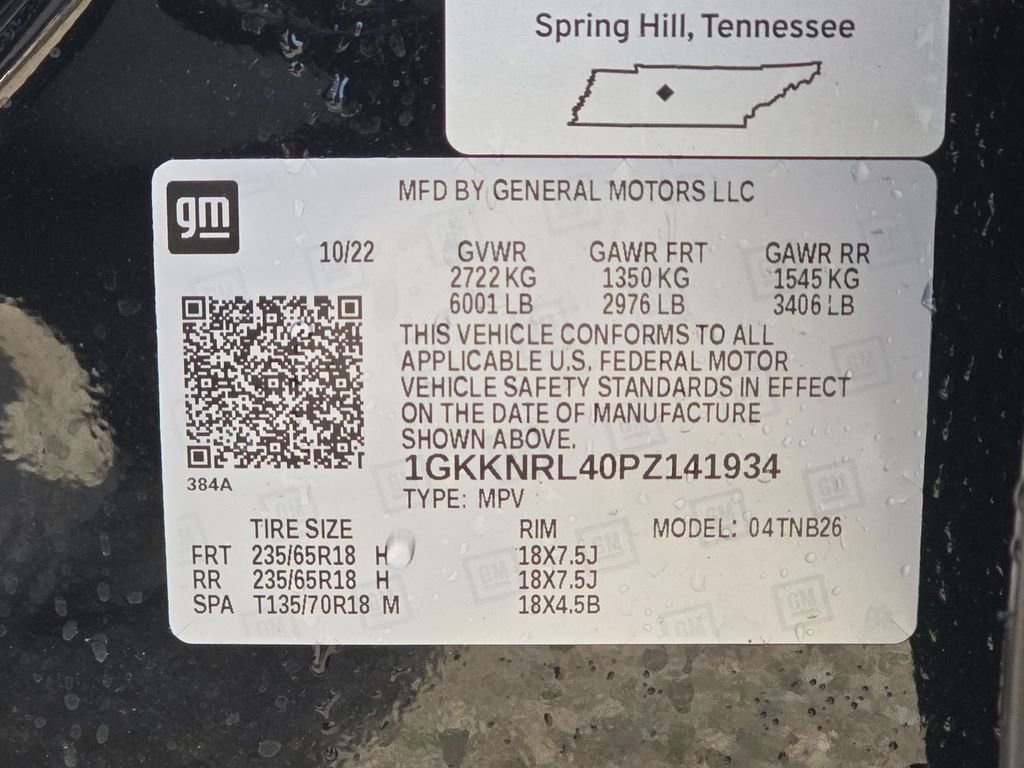 Spring Hill, Tennessee
gm
MFD BY GENERAL MOTORS LLC
10/22 GVWR GAWR FRT GAWR RR
2722 KG 1350 KG 1545 KG
6001 LB 2976 LB 3406 LB
THIS VEHICLE CONFORMS TO ALL
APPLICABLE U.S. FEDERAL MOTOR
VEHICLE SAFETY STANDARDS IN EFFECT
ON THE DATE OF MANUFACTURE
SHOWN ABOVE.
1GKKNRL40PZ141934
384A
TYPE: MPV
TIRE SIZE RIM MODEL: 04TNB26
FRT 235/65R18 H 18X7.5J
RR 235/65R18 H 18X7.5J
SPA T135/70R18 M 18X4.5B